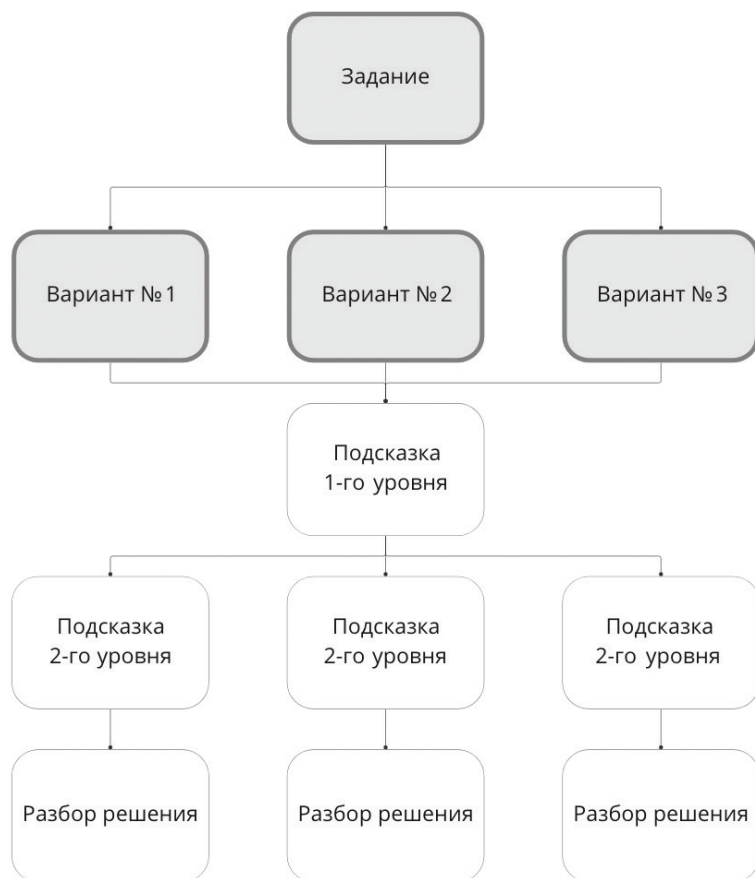 Задание
Вариант № 1
Вариант № 2
Вариант № 3
Подсказка
1-го уровня
Подсказка
2-го уровня
Подсказка
2-го уровня
Подсказка
2-го уровня
Разбор решения
Разбор решения
Разбор решения